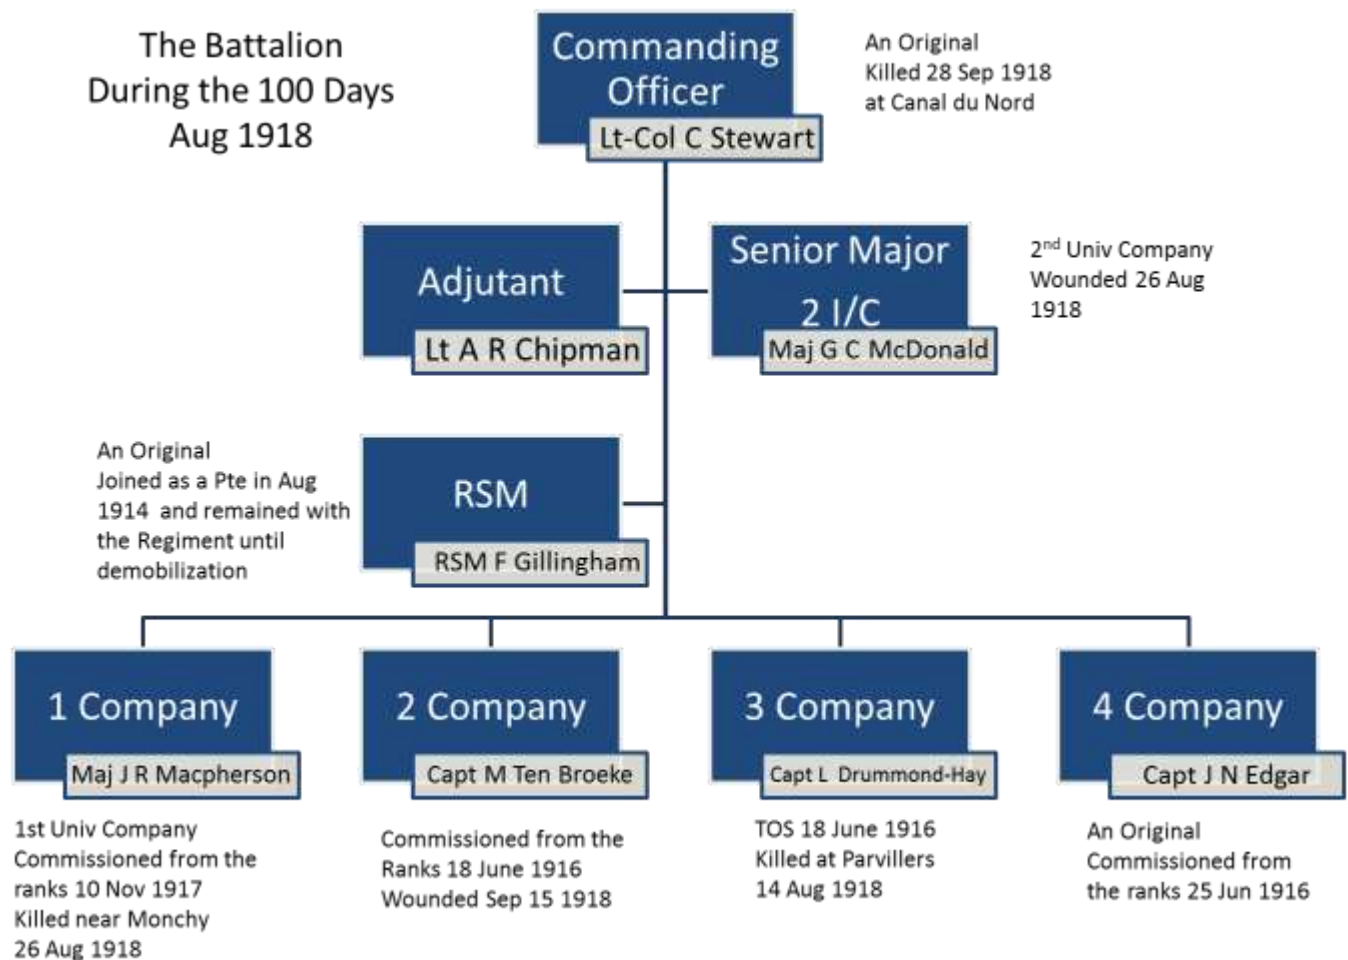 The Battalion
During the 100 Days
Aug 1918
Commanding
Officer
Lt-Col C Stewart
An Original
Killed 28 Sep 1918
at Canal du Nord
Adjutant
Lt A R Chipman
Senior Major
2 I/C
Maj G C McDonald
2nd Univ Company
Wounded 26 Aug
1918
An Original
Joined as a Pte in Aug
1914 and remained with
the Regiment until
demobilization
RSM
RSM F Gillingham
1 Company
Maj J R Macpherson
1st Univ Company
Commissioned from the
ranks 10 Nov 1917
Killed near Monchy
26 Aug 1918
2 Company
Capt M Ten Broeke
Commissioned from the
Ranks 18 June 1916
Wounded Sep 15 1918
3 Company
Capt L Drummond-Hay
TOS 18 June 1916
Killed at Parvillers
14 Aug 1918
4 Company
Capt J N Edgar
An Original
Commissioned from
the ranks 25 Jun 1916